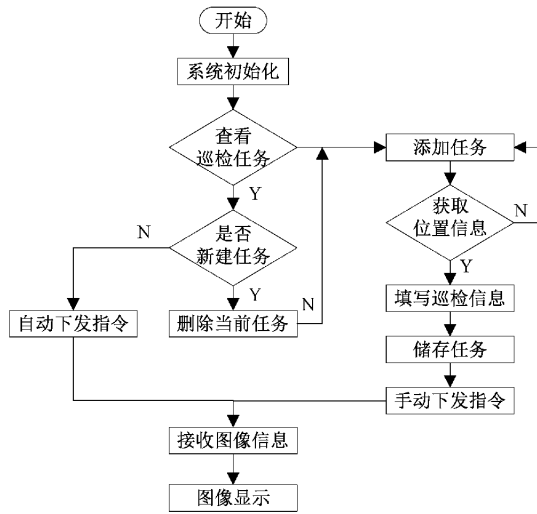 开始
系统初始化
查看
巡检任务
Y
是否
新建任务
N
Y
删除当前任务
N
自动下发指令
添加任务
获取
位置信息
N
Y
填写巡检信息
储存任务
手动下发指令
接收图像信息
图像显示